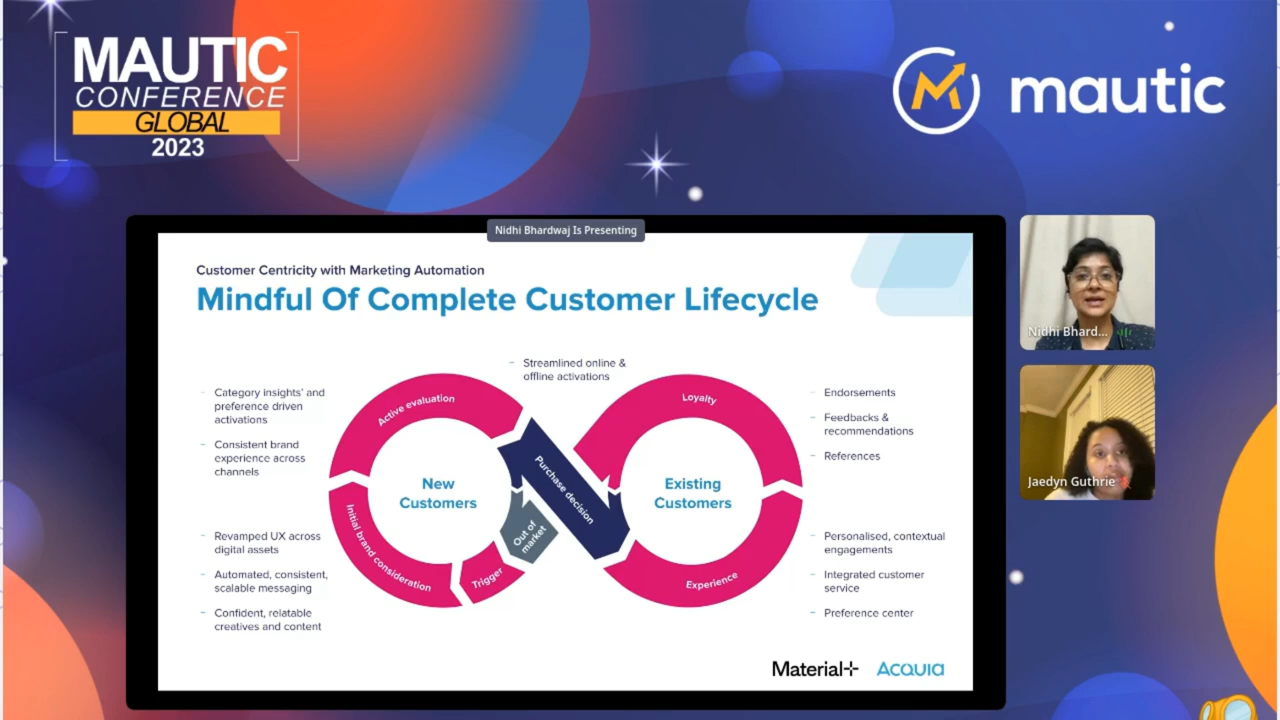 MAUTIC
CONFERENCE
GLOBAL
2023
mautic
Nidhi Bhardwaj Is Presenting
Customer Centricity with Marketing Automation
Mindful Of Complete Customer Lifecycle
– Streamlined online &
offline activations
– Category insights' and
preference driven
activations
– Consistent brand
experience across
channels
– Revamped UX across
digital assets
– Automated, consistent,
scalable messaging
– Confident, relatable
creatives and content
Active evaluation
Initial brand consideration
Trigger
Out of
market
Purchase decision
New
Customers
Loyalty
Experience
Existing
Customers
– Endorsements
– Feedbacks &
recommendations
– References
– Personalised, contextual
engagements
– Integrated customer
service
– Preference center
Material+
Acquia
Nidhi Bhard...
Jaedyn Guthrie